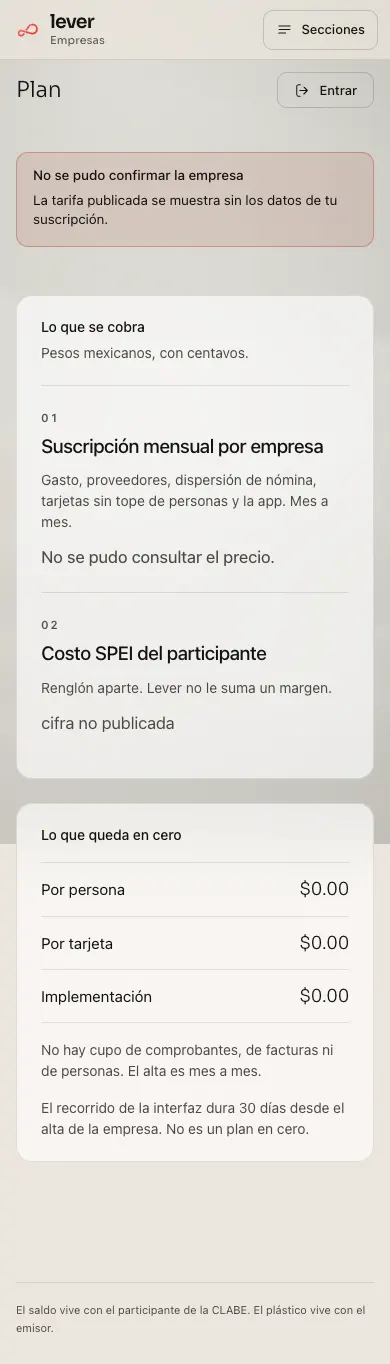 lever
Empresas
Secciones
Plan
Entrar
No se pudo confirmar la empresa
La tarifa publicada se muestra sin los datos de tu
suscripción.
Lo que se cobra
Pesos mexicanos, con centavos.
01
Suscripción mensual por empresa
Gasto, proveedores, dispersión de nómina,
tarjetas sin tope de personas y la app. Mes a
mes.
No se pudo consultar el precio.
02
Costo SPEI del participante
Renglón aparte. Lever no le suma un margen.
cifra no publicada
Lo que queda en cero
Por persona $0.00
Por tarjeta $0.00
Implementación $0.00
No hay cupo de comprobantes, de facturas ni
de personas. El alta es mes a mes.
El recorrido de la interfaz dura 30 días desde el
alta de la empresa. No es un plan en cero.
El saldo vive con el participante de la CLABE. El plástico vive con el
emisor.